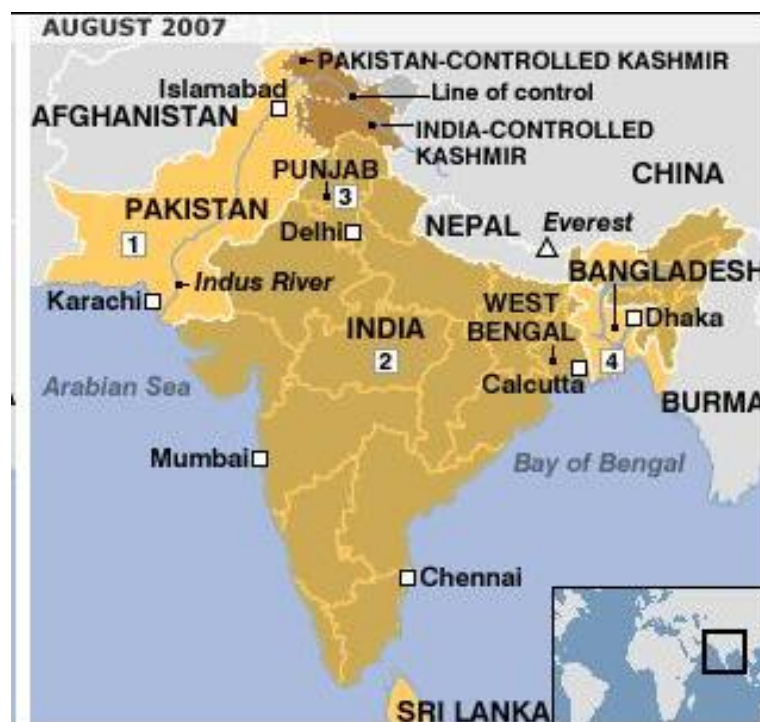 AUGUST 2007
PAKISTAN-CONTROLLED KASHMIR
Islamabad
Line of control
AFGHANISTAN
INDIA-CONTROLLED
KASHMIR
PUNJAB
CHINA
3
PAKISTAN
NEPAL
Everest
Delhi
1
BANGLADESH
Indus River
Karachi
WEST
BENGAL
Dhaka
INDIA
2
4
Arabian Sea
Calcutta
BURMA
Mumbai
Bay of Bengal
Chennai
SRI LANKA